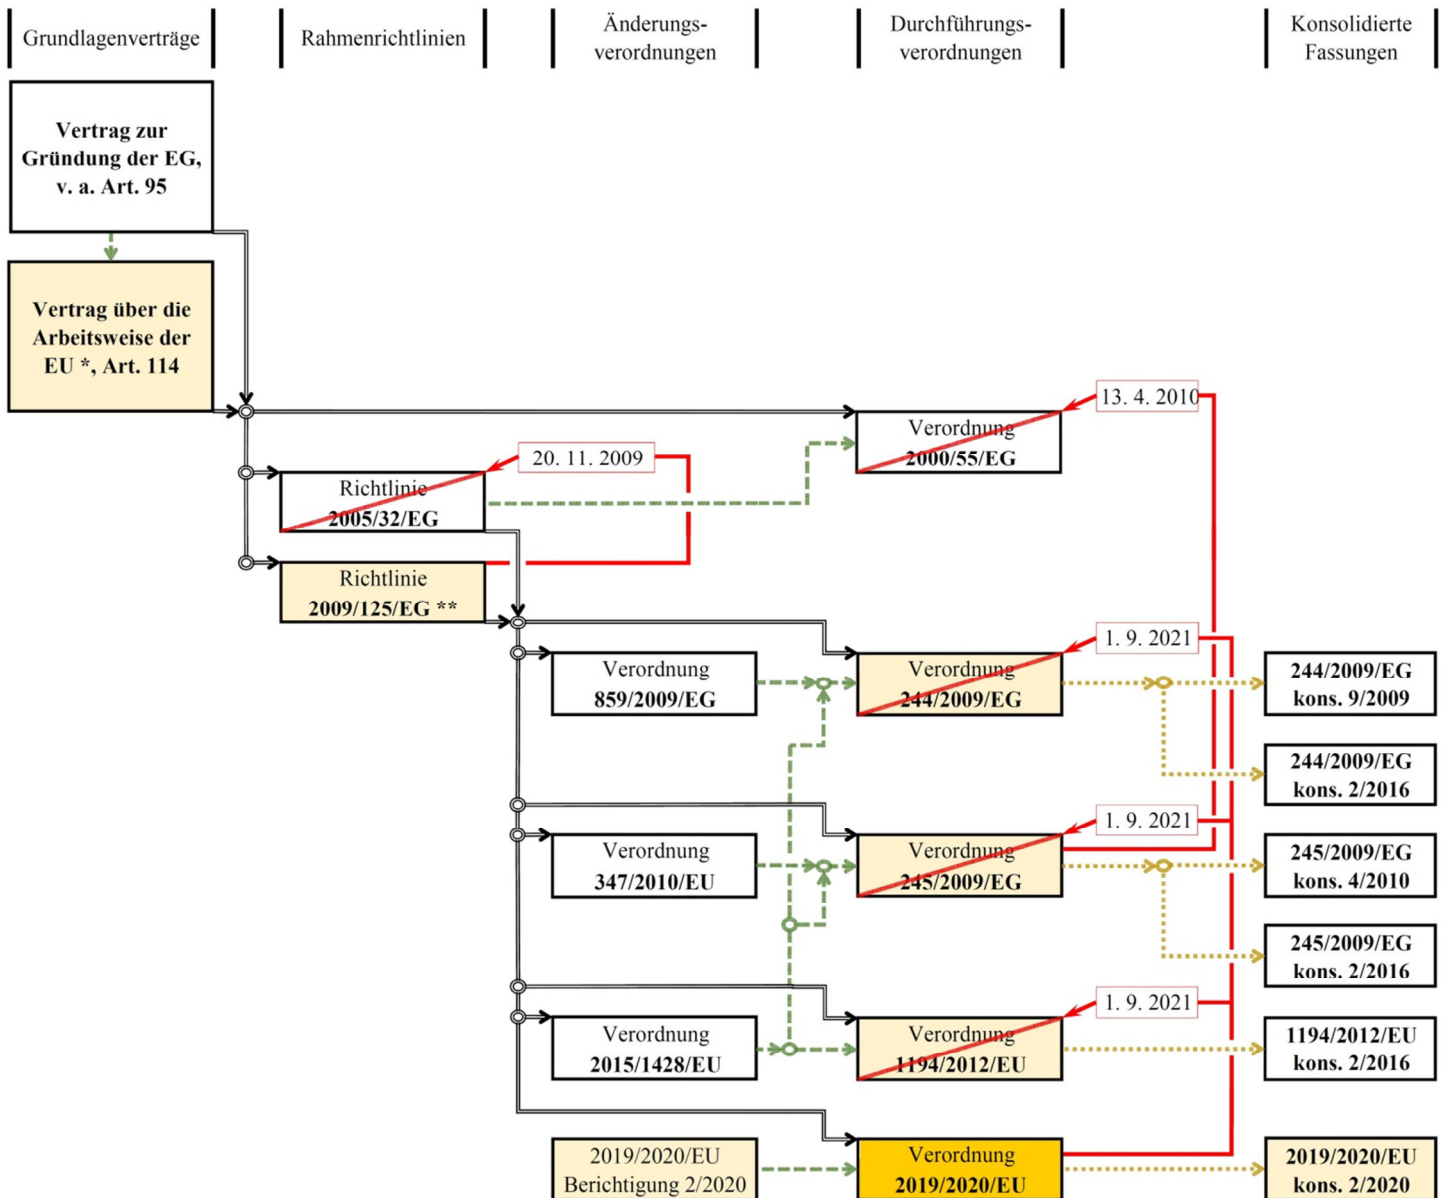 Grundlagenverträge
Rahmenrichtlinien
Änderungs-
verordnungen
Durchführungs-
verordnungen
Konsolidierte
Fassungen
Vertrag zur
Gründung der EG,
v. a. Art. 95
Vertrag über die
Arbeitsweise der
EU *, Art. 114
13. 4. 2010
Verordnung
2000/55/EG
20. 11. 2009
Richtlinie
2005/32/EG
Richtlinie
2009/125/EG **
1. 9. 2021
Verordnung
859/2009/EG
Verordnung
244/2009/EG
244/2009/EG
kons. 9/2009
244/2009/EG
kons. 2/2016
1. 9. 2021
Verordnung
347/2010/EU
Verordnung
245/2009/EG
245/2009/EG
kons. 4/2010
245/2009/EG
kons. 2/2016
1. 9. 2021
Verordnung
2015/1428/EU
Verordnung
1194/2012/EU
1194/2012/EU
kons. 2/2016
2019/2020/EU
Berichtigung 2/2020
Verordnung
2019/2020/EU
2019/2020/EU
kons. 2/2020